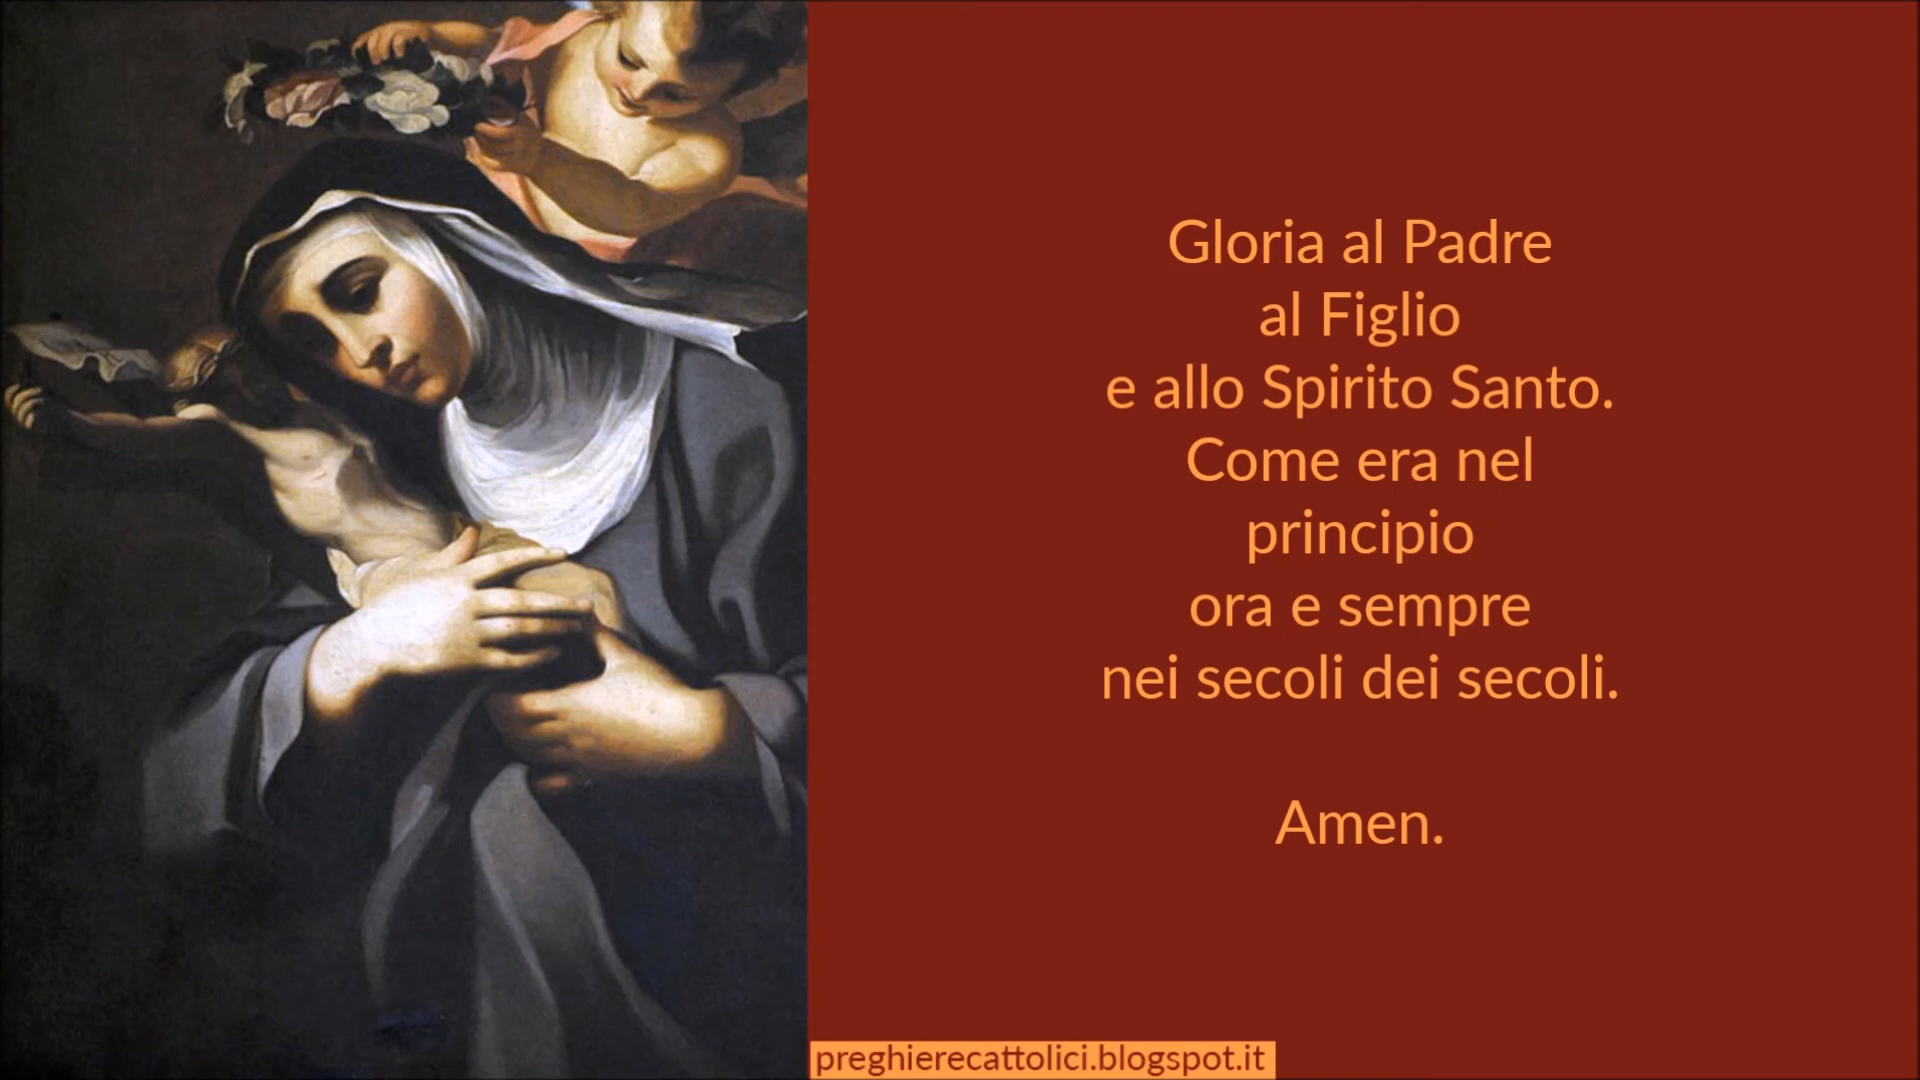 Gloria al Padre
al Figlio
e allo Spirito Santo.
Come era nel
principio
ora e sempre
nei secoli dei secoli.
Amen.
preghierecattolici.blogspot.it